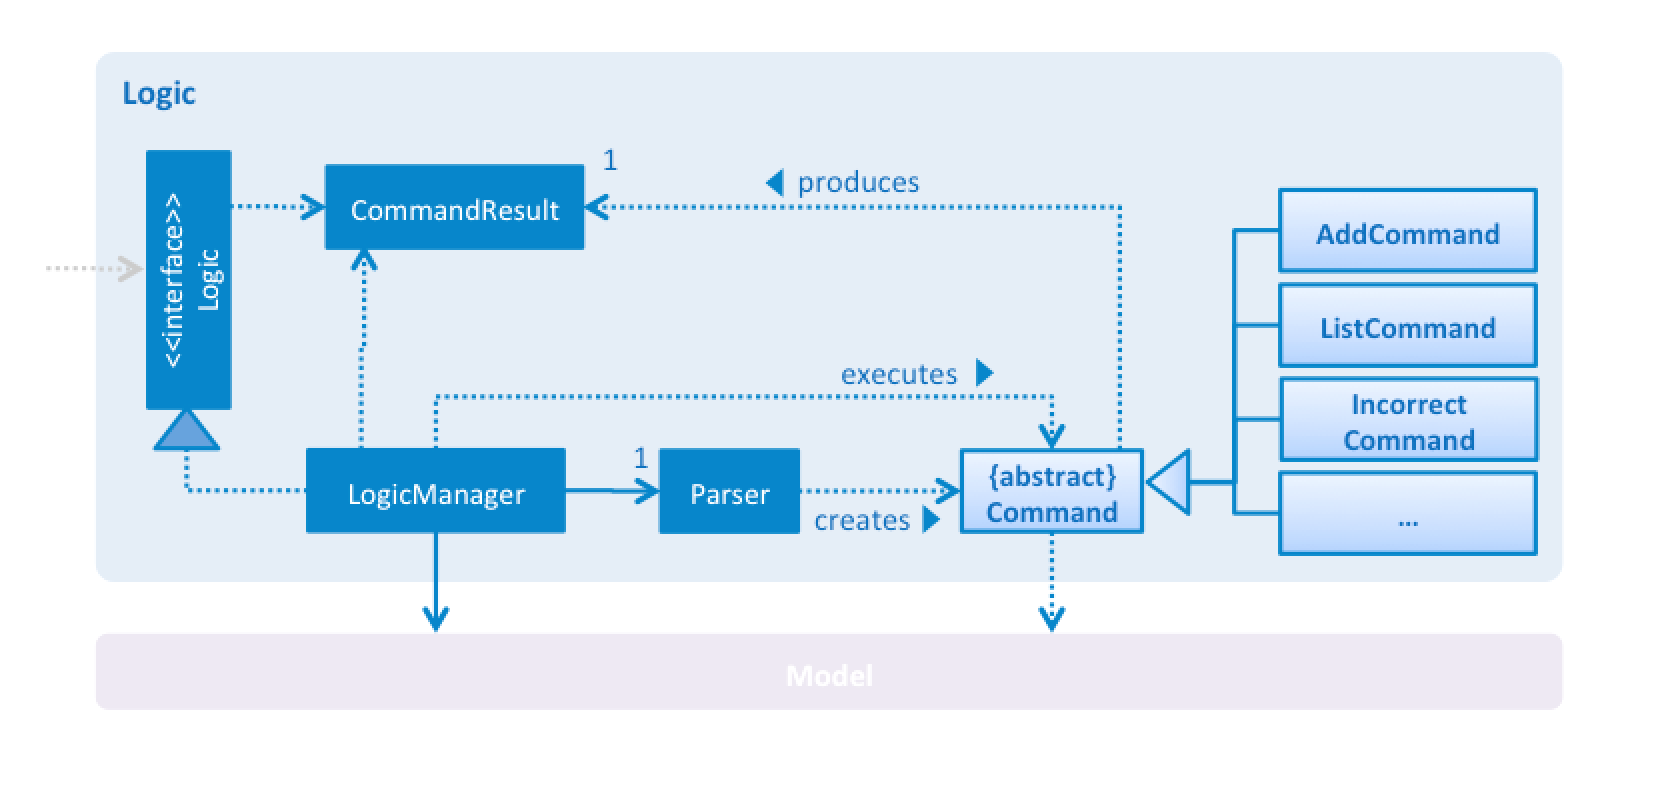 Logic
<<interface>>
Logic
CommandResult
1
produces
AddCommand
ListCommand
executes
Incorrect
Command
LogicManager
1
Parser
creates
{abstract}
Command
...
Model